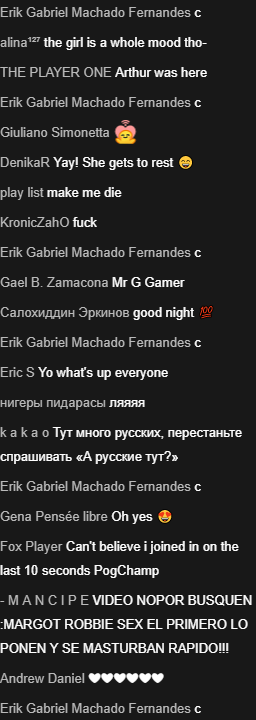 Erik Gabriel Machado Fernandes c
alina¹²⁷ the girl is a whole mood tho-
THE PLAYER ONE Arthur was here
Erik Gabriel Machado Fernandes c
Giuliano Simonetta
DenikaR Yay! She gets to rest 😄
play list make me die
KronicZahO fuck
Erik Gabriel Machado Fernandes c
Gael B. Zamacona Mr G Gamer
Салохиддин Эркинов good night 💯
Erik Gabriel Machado Fernandes c
Eric S Yo what's up everyone
нигеры пидарасы ляяяя
k a k a o Тут много русских, перестаньте
спрашивать «А русские тут?»
Erik Gabriel Machado Fernandes c
Gena Pensée libre Oh yes 🤩
Fox Player Can't believe i joined in on the
last 10 seconds PogChamp
- M A N C I P E VIDEO NOPOR BUSQUEN
:MARGOT ROBBIE SEX EL PRIMERO LO
PONEN Y SE MASTURBAN RAPIDO!!!
Andrew Daniel 🤍🤍🤍🤍🤍🤍
Erik Gabriel Machado Fernandes c